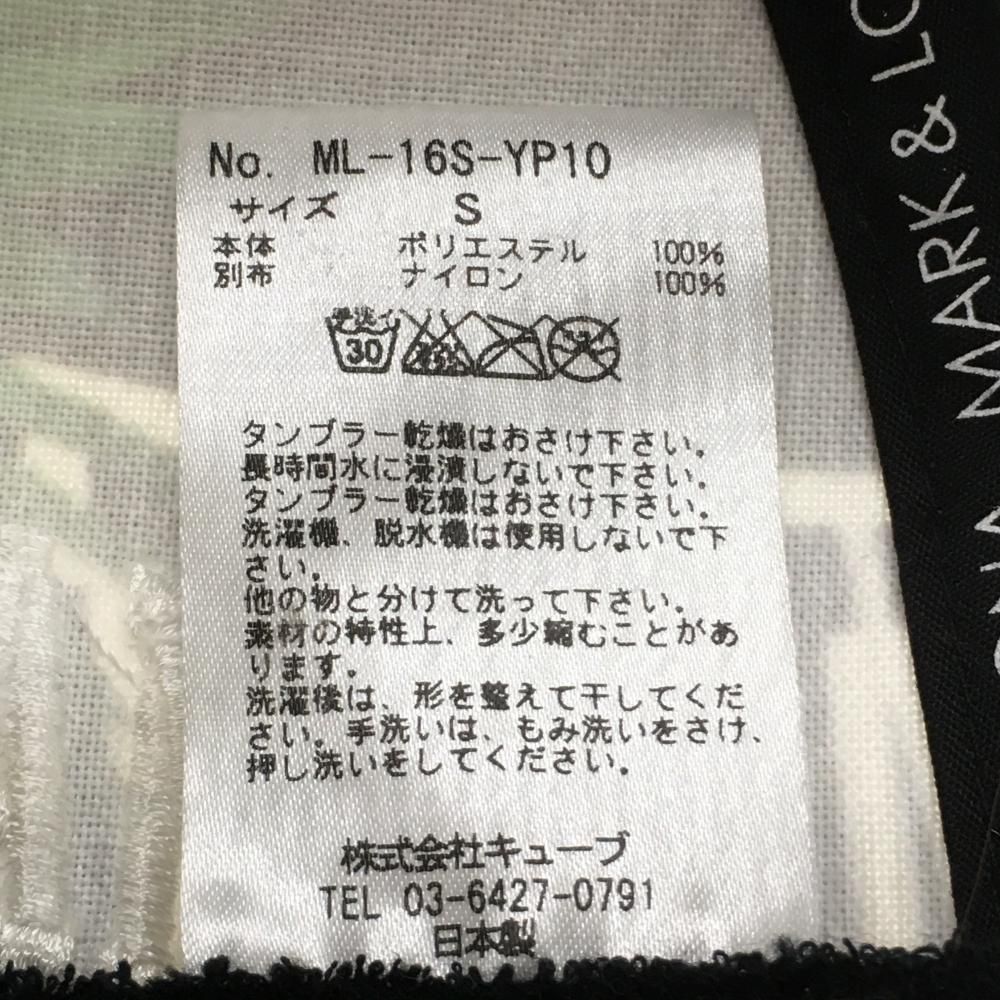 No. ML-16S-YP10
サイズ S
本体 ポリエステル 100%
別布 ナイロン 100%
手洗イ
30
タンブラー乾燥はおさけ下さい。
長時間水に浸漬しないで下さい。
タンブラー乾燥はおさけ下さい。
洗濯機、脱水機は使用しないで下
さい。
他の物と分けて洗って下さい。
素材の特性上、多少縮むことがあ
ります。
洗濯後は、形を整えて干してくだ
さい。手洗いは、もみ洗いをさけ、
押し洗いをしてください。
株式会社キューブ
TEL 03-6427-0791
日本製
MARK & LO
MARK